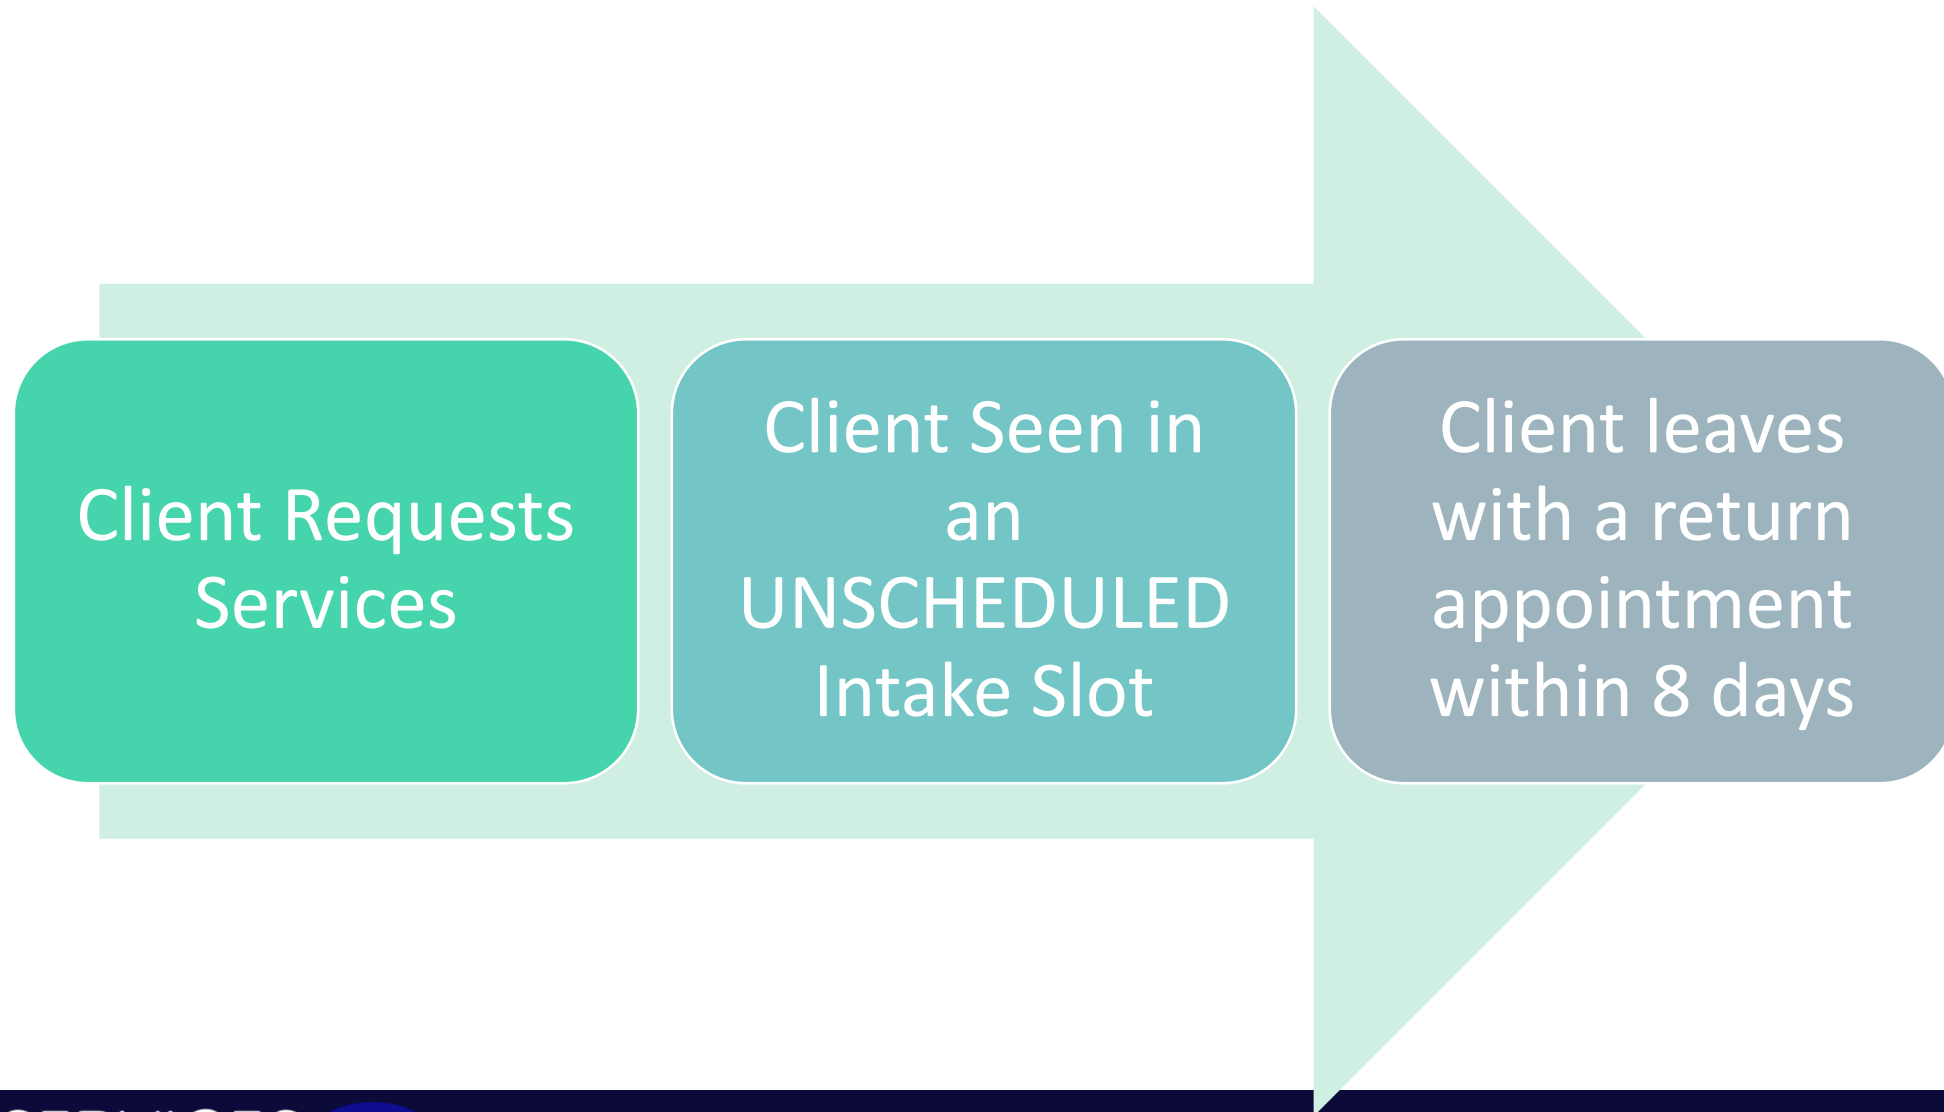 Client Requests
Services
Client Seen in
an
UNSCHEDULED
Intake Slot
Client leaves
with a return
appointment
within 8 days